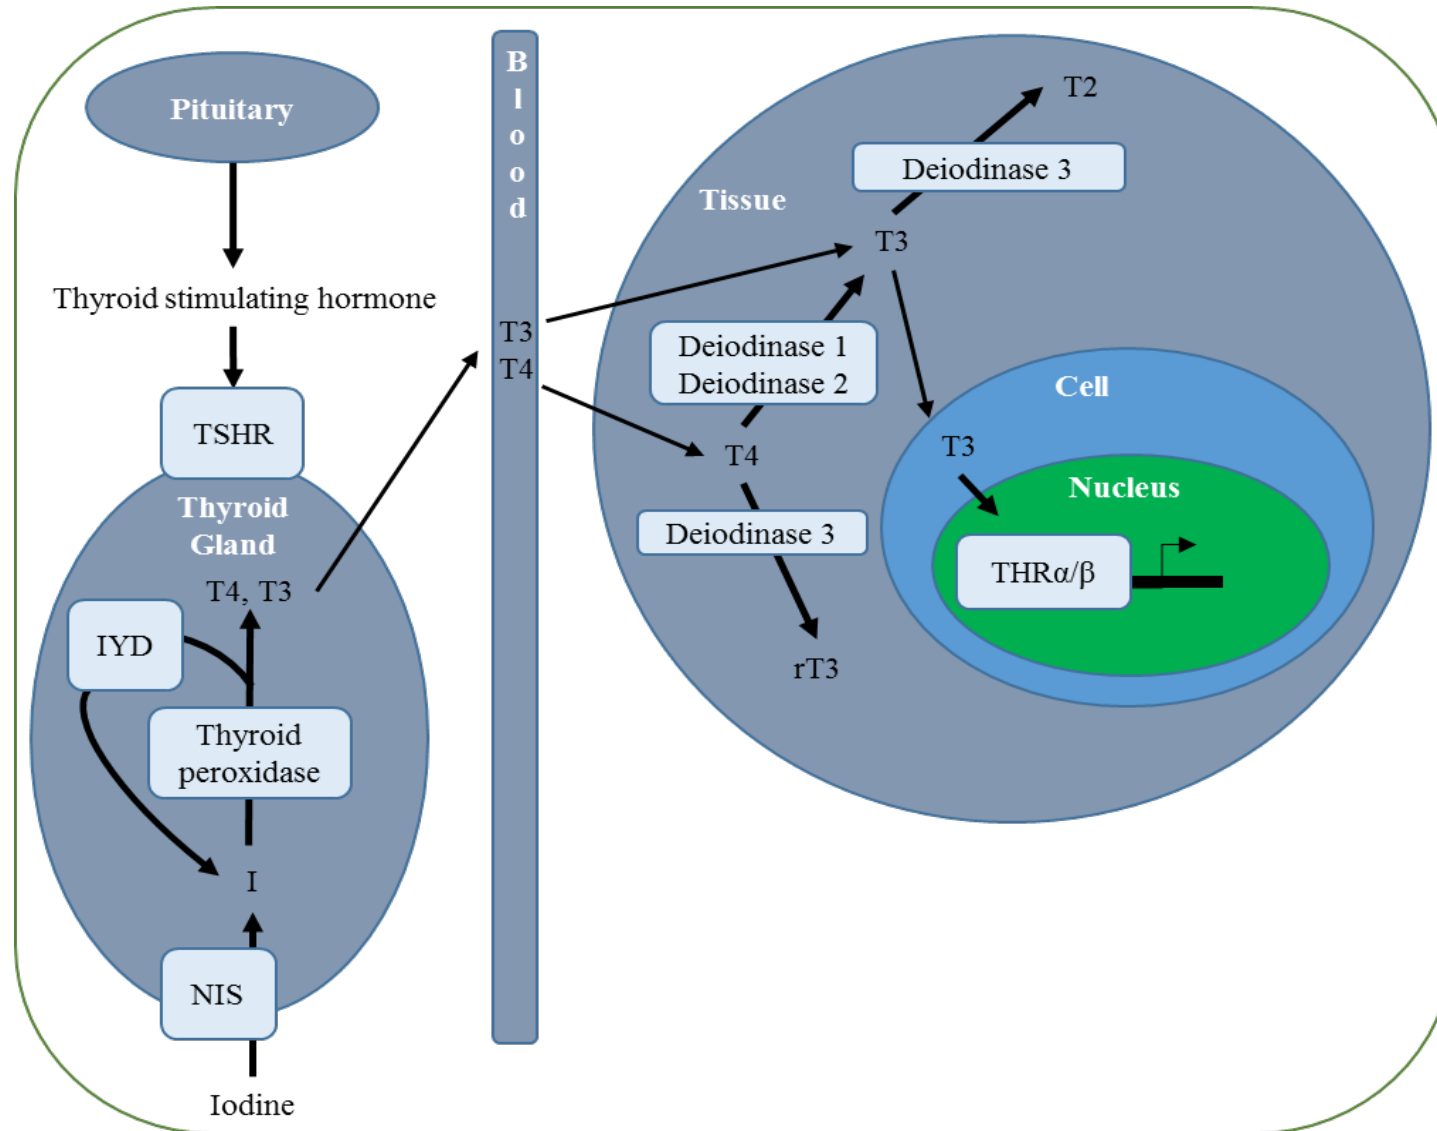 Pituitary
Thyroid stimulating hormone
TSHR
Thyroid
Gland
T4, T3
IYD
Thyroid
peroxidase
I
NIS
Iodine
B
l
o
o
d
T3
T4
Tissue
T2
Deiodinase 3
T3
Deiodinase 1
Deiodinase 2
T4
Deiodinase 3
rT3
Cell
T3
Nucleus
THRα/β